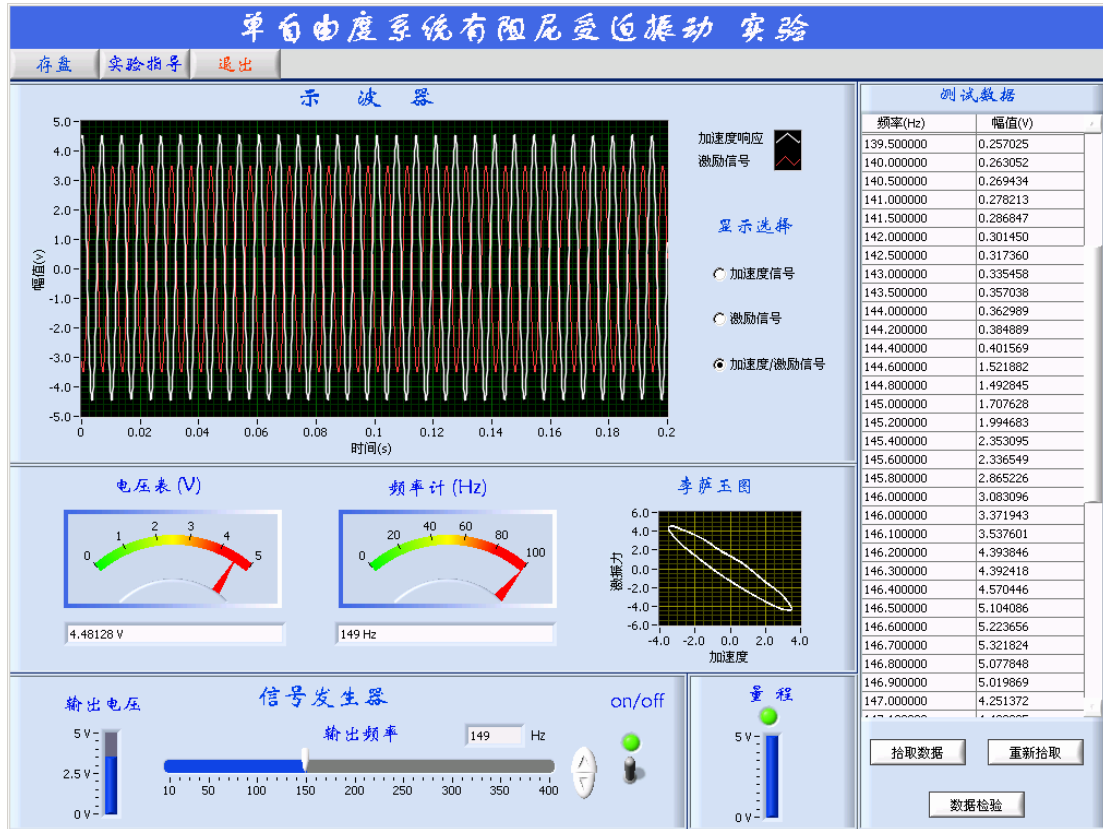 单自由度系统有阻尼受迫振动 实验
存盘 实验指导 退出
示 波 器
5.0
4.0
3.0
2.0
1.0
0.0
-1.0
-2.0
-3.0
-4.0
-5.0
幅值(v)
0 0.02 0.04 0.06 0.08 0.1 0.12 0.14 0.16 0.18 0.2
时间(s)
加速度响应
激励信号
显示选择
加速度信号
激励信号
加速度/激励信号
电压表 (V)
0 1 2 3 4 5
4.48128 V
频率计 (Hz)
0 20 40 60 80 100
149 Hz
李萨玉图
6.0
4.0
2.0
0.0
-2.0
-4.0
-6.0
激振力
-4.0 -2.0 0.0 2.0 4.0
加速度
输出电压
5 V
2.5 V
0 V
信号发生器
输出频率 149 Hz
10 50 100 150 200 250 300 350 400
on/off
量 程
5 V
0 V
测试数据
频率(Hz) 幅值(V)
139.500000 0.257025
140.000000 0.263052
140.500000 0.269434
141.000000 0.278213
141.500000 0.286847
142.000000 0.301450
142.500000 0.317360
143.000000 0.335458
143.500000 0.357038
144.000000 0.362989
144.200000 0.384889
144.400000 0.401569
144.600000 1.521882
144.800000 1.492845
145.000000 1.707628
145.200000 1.994683
145.400000 2.353095
145.600000 2.336549
145.800000 2.865226
146.000000 3.083096
146.000000 3.371943
146.100000 3.537601
146.200000 4.393846
146.300000 4.392418
146.400000 4.570446
146.500000 5.104086
146.600000 5.223656
146.700000 5.321824
146.800000 5.077848
146.900000 5.019869
147.000000 4.251372
拾取数据 重新拾取
数据检验